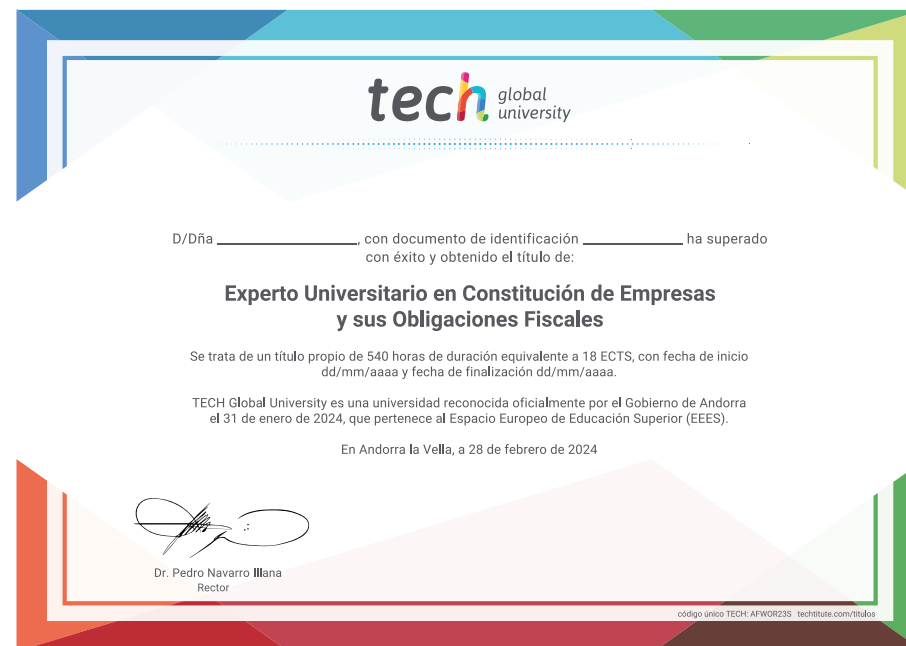 tech global university
D/Dña ____________________, con documento de identificación ______________ ha superado
con éxito y obtenido el título de:
Experto Universitario en Constitución de Empresas
y sus Obligaciones Fiscales
Se trata de un título propio de 540 horas de duración equivalente a 18 ECTS, con fecha de inicio
dd/mm/aaaa y fecha de finalización dd/mm/aaaa.
TECH Global University es una universidad reconocida oficialmente por el Gobierno de Andorra
el 31 de enero de 2024, que pertenece al Espacio Europeo de Educación Superior (EEES).
En Andorra la Vella, a 28 de febrero de 2024
Dr. Pedro Navarro Illana
Rector
código único TECH: AFWOR23S techtitute.com/titulos